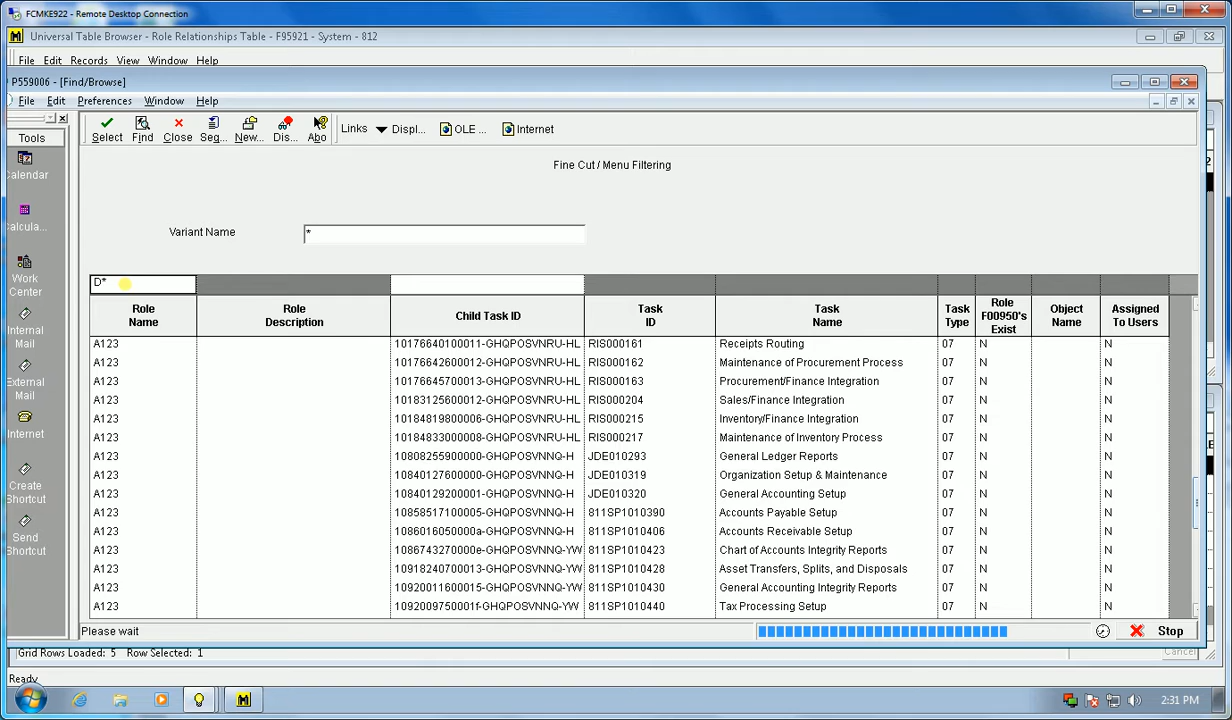 FCMKE922 - Remote Desktop Connection
Universal Table Browser - Role Relationships Table - F95921 - System - 812
File Edit Records View Window Help
P559006 - [Find/Browse]
File Edit Preferences Window Help
Tools
Select Find Close Seq... New... Dis... Abo
Links Displ... OLE ... Internet
Calendar
Calcula...
Work
Center
Internal
Mail
External
Mail
Internet
Create
Shortcut
Send
Shortcut
Fine Cut / Menu Filtering
Variant Name *
D*
Role Name Role Description Child Task ID Task ID Task Name Task Type Role F00950's Exist Object Name Assigned To Users
A123 10176640100011-GHQPOSVNRU-HL RIS000161 Receipts Routing 07 N N
A123 10176642600012-GHQPOSVNRU-HL RIS000162 Maintenance of Procurement Process 07 N N
A123 10176645700013-GHQPOSVNRU-HL RIS000163 Procurement/Finance Integration 07 N N
A123 10183125600012-GHQPOSVNRU-HL RIS000204 Sales/Finance Integration 07 N N
A123 10184819800006-GHQPOSVNRU-HL RIS000215 Inventory/Finance Integration 07 N N
A123 10184833000008-GHQPOSVNRU-HL RIS000217 Maintenance of Inventory Process 07 N N
A123 10808255900000-GHQPOSVNNQ-H JDE010293 General Ledger Reports 07 N N
A123 10840127600000-GHQPOSVNNQ-H JDE010319 Organization Setup & Maintenance 07 N N
A123 10840129200001-GHQPOSVNNQ-H JDE010320 General Accounting Setup 07 N N
A123 10858517100005-GHQPOSVNNQ-H 811SP1010390 Accounts Payable Setup 07 N N
A123 1086016050000a-GHQPOSVNNQ-H 811SP1010406 Accounts Receivable Setup 07 N N
A123 1086743270000e-GHQPOSVNNQ-YW 811SP1010423 Chart of Accounts Integrity Reports 07 N N
A123 10918240700013-GHQPOSVNNQ-YW 811SP1010428 Asset Transfers, Splits, and Disposals 07 N N
A123 10920011600015-GHQPOSVNNQ-YW 811SP1010430 General Accounting Integrity Reports 07 N N
A123 1092009750001f-GHQPOSVNNQ-YW 811SP1010440 Tax Processing Setup 07 N N
Please wait Stop
Grid Rows Loaded: 5 Row Selected: 1 Cancel
Ready
2:31 PM